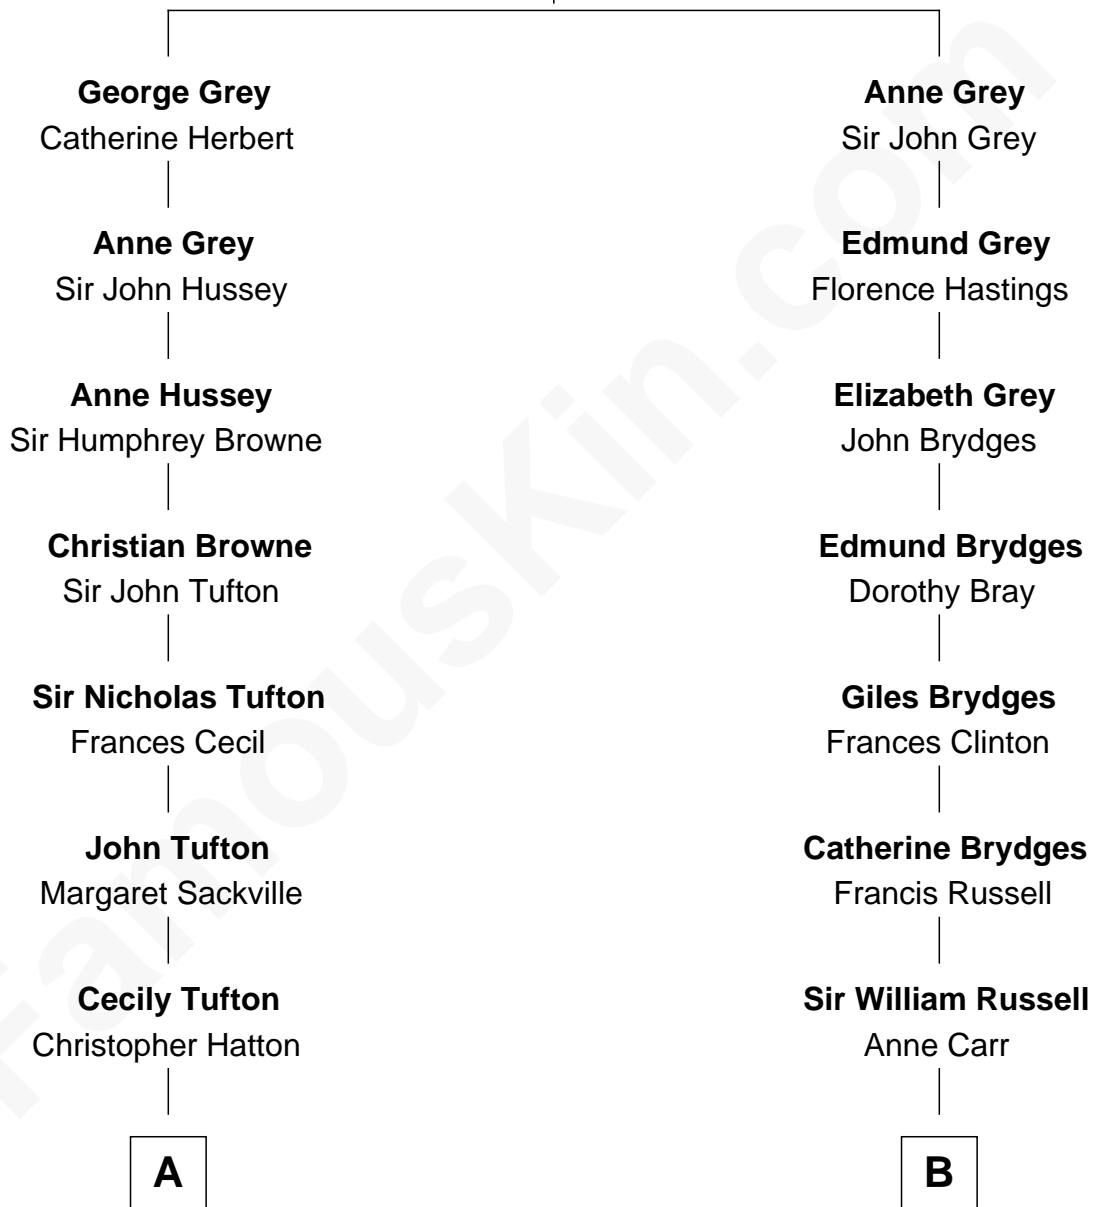 George Grey
Catherine Herbert
Anne Grey
Sir John Hussey
Anne Hussey
Sir Humphrey Browne
Christian Browne
Sir John Tufton
Sir Nicholas Tufton
Frances Cecil
John Tufton
Margaret Sackville
Cecily Tufton
Christopher Hatton
A
Anne Grey
Sir John Grey
Edmund Grey
Florence Hastings
Elizabeth Grey
John Brydges
Edmund Brydges
Dorothy Bray
Giles Brydges
Frances Clinton
Catherine Brydges
Francis Russell
Sir William Russell
Anne Carr
B
FamousKin.com